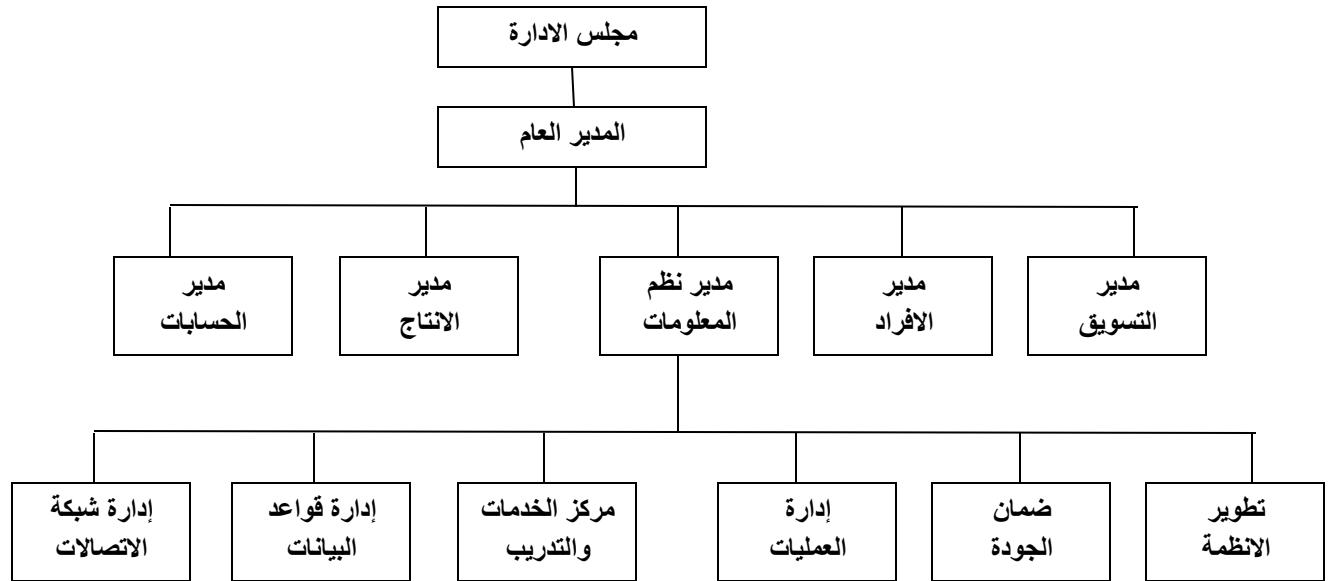 مجلس الادارة
المدير العام
مدير
التسويق
مدير
الافراد
مدير نظم
المعلومات
مدير
الانتاج
مدير
الحسابات
تطوير
الانظمة
ضمان
الجودة
إدارة
العمليات
مركز الخدمات
والتدريب
إدارة قواعد
البيانات
إدارة شبكة
الاتصالات